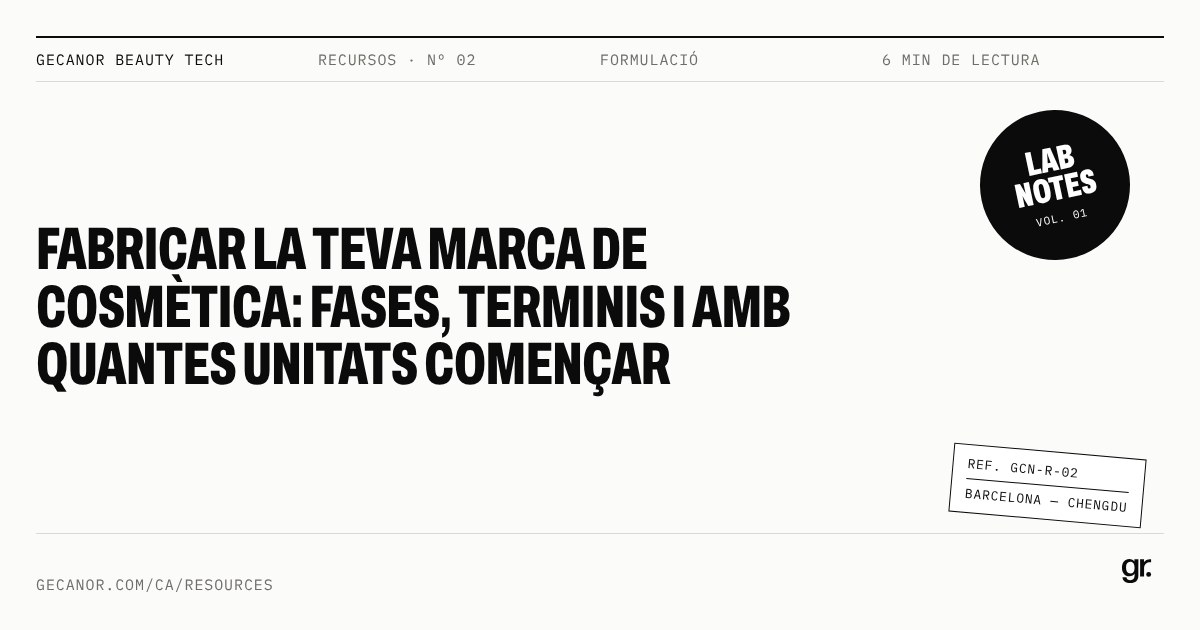 GECANOR BEAUTY TECH
RECURSOS · Nº 02
FORMULACIÓ
6 MIN DE LECTURA
LAB
NOTES
VOL. 01
FABRICAR LA TEVA MARCA DE
COSMÈTICA: FASES, TERMINIS I AMB
QUANTES UNITATS COMENÇAR
REF. GCN-R-02
BARCELONA — CHENGDU
GECANOR.COM/CA/RESOURCES
gr.